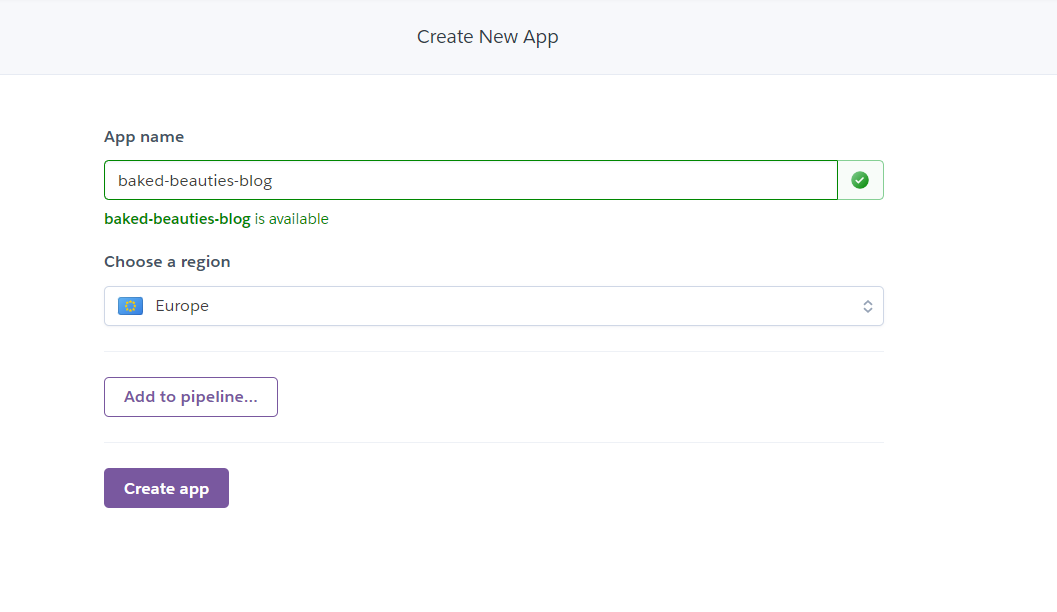 Create New App
App name
baked-beauties-blog
baked-beauties-blog is available
Choose a region
Europe
Add to pipeline...
Create app